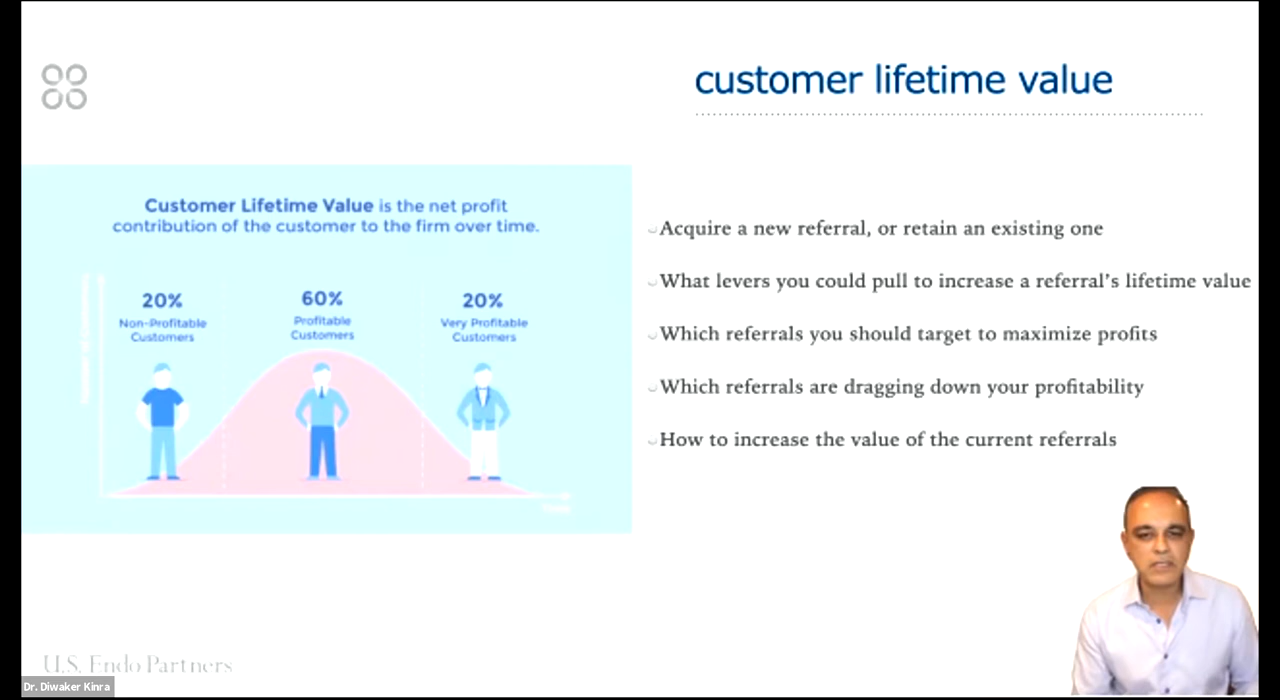 customer lifetime value
Customer Lifetime Value is the net profit
contribution of the customer to the firm over time.
20%
Non-Profitable
Customers
60%
Profitable
Customers
20%
Very Profitable
Customers
Acquire a new referral, or retain an existing one
What levers you could pull to increase a referral's lifetime value
Which referrals you should target to maximize profits
Which referrals are dragging down your profitability
How to increase the value of the current referrals
U.S. Endo Partners
Dr. Diwaker Kinra